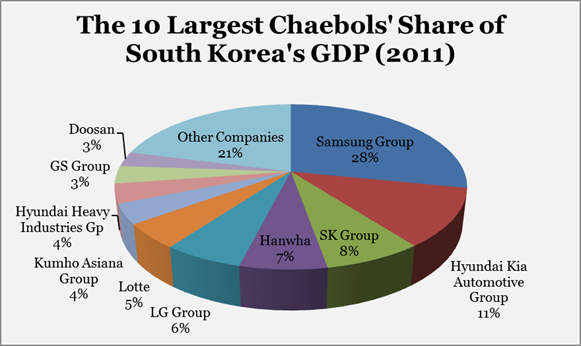 The 10 Largest Chaebols' Share of
South Korea's GDP (2011)
Samsung Group
28%
Hyundai Kia
Automotive
Group
11%
SK Group
8%
Hanwha
7%
LG Group
6%
Lotte
5%
Kumho Asiana
Group
4%
Hyundai Heavy
Industries Gp
4%
GS Group
3%
Doosan
3%
Other Companies
21%